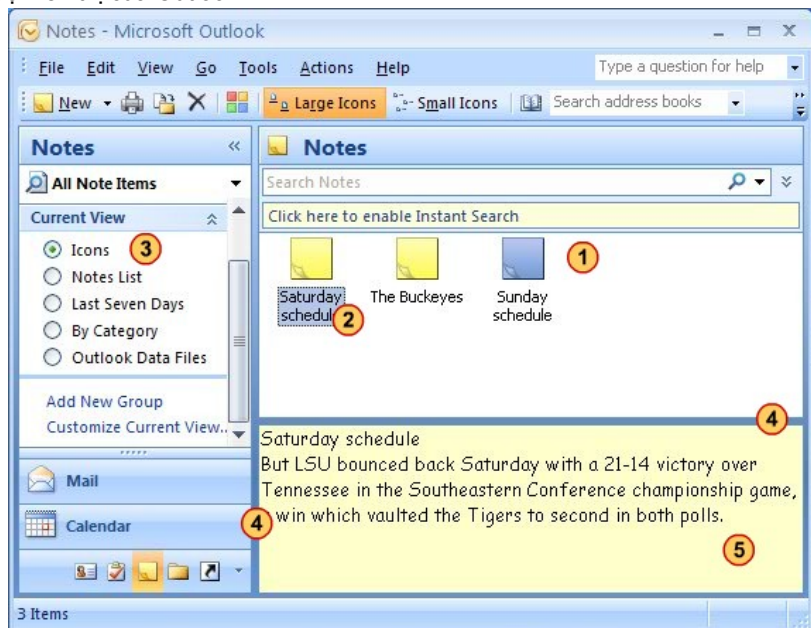 Notes - Microsoft Outlook
File Edit View Go Tools Actions Help Type a question for help
New Large Icons Small Icons Search address books
Notes
All Note Items
Current View
Icons 3
Notes List
Last Seven Days
By Category
Outlook Data Files
Add New Group
Customize Current View..
Mail
Calendar
Notes
Search Notes
Click here to enable Instant Search
1
Saturday schedule
The Buckeyes
Sunday schedule
2
4
Saturday schedule
But LSU bounced back Saturday with a 21-14 victory over
Tennessee in the Southeastern Conference championship game,
4 win which vaulted the Tigers to second in both polls.
5
3 Items